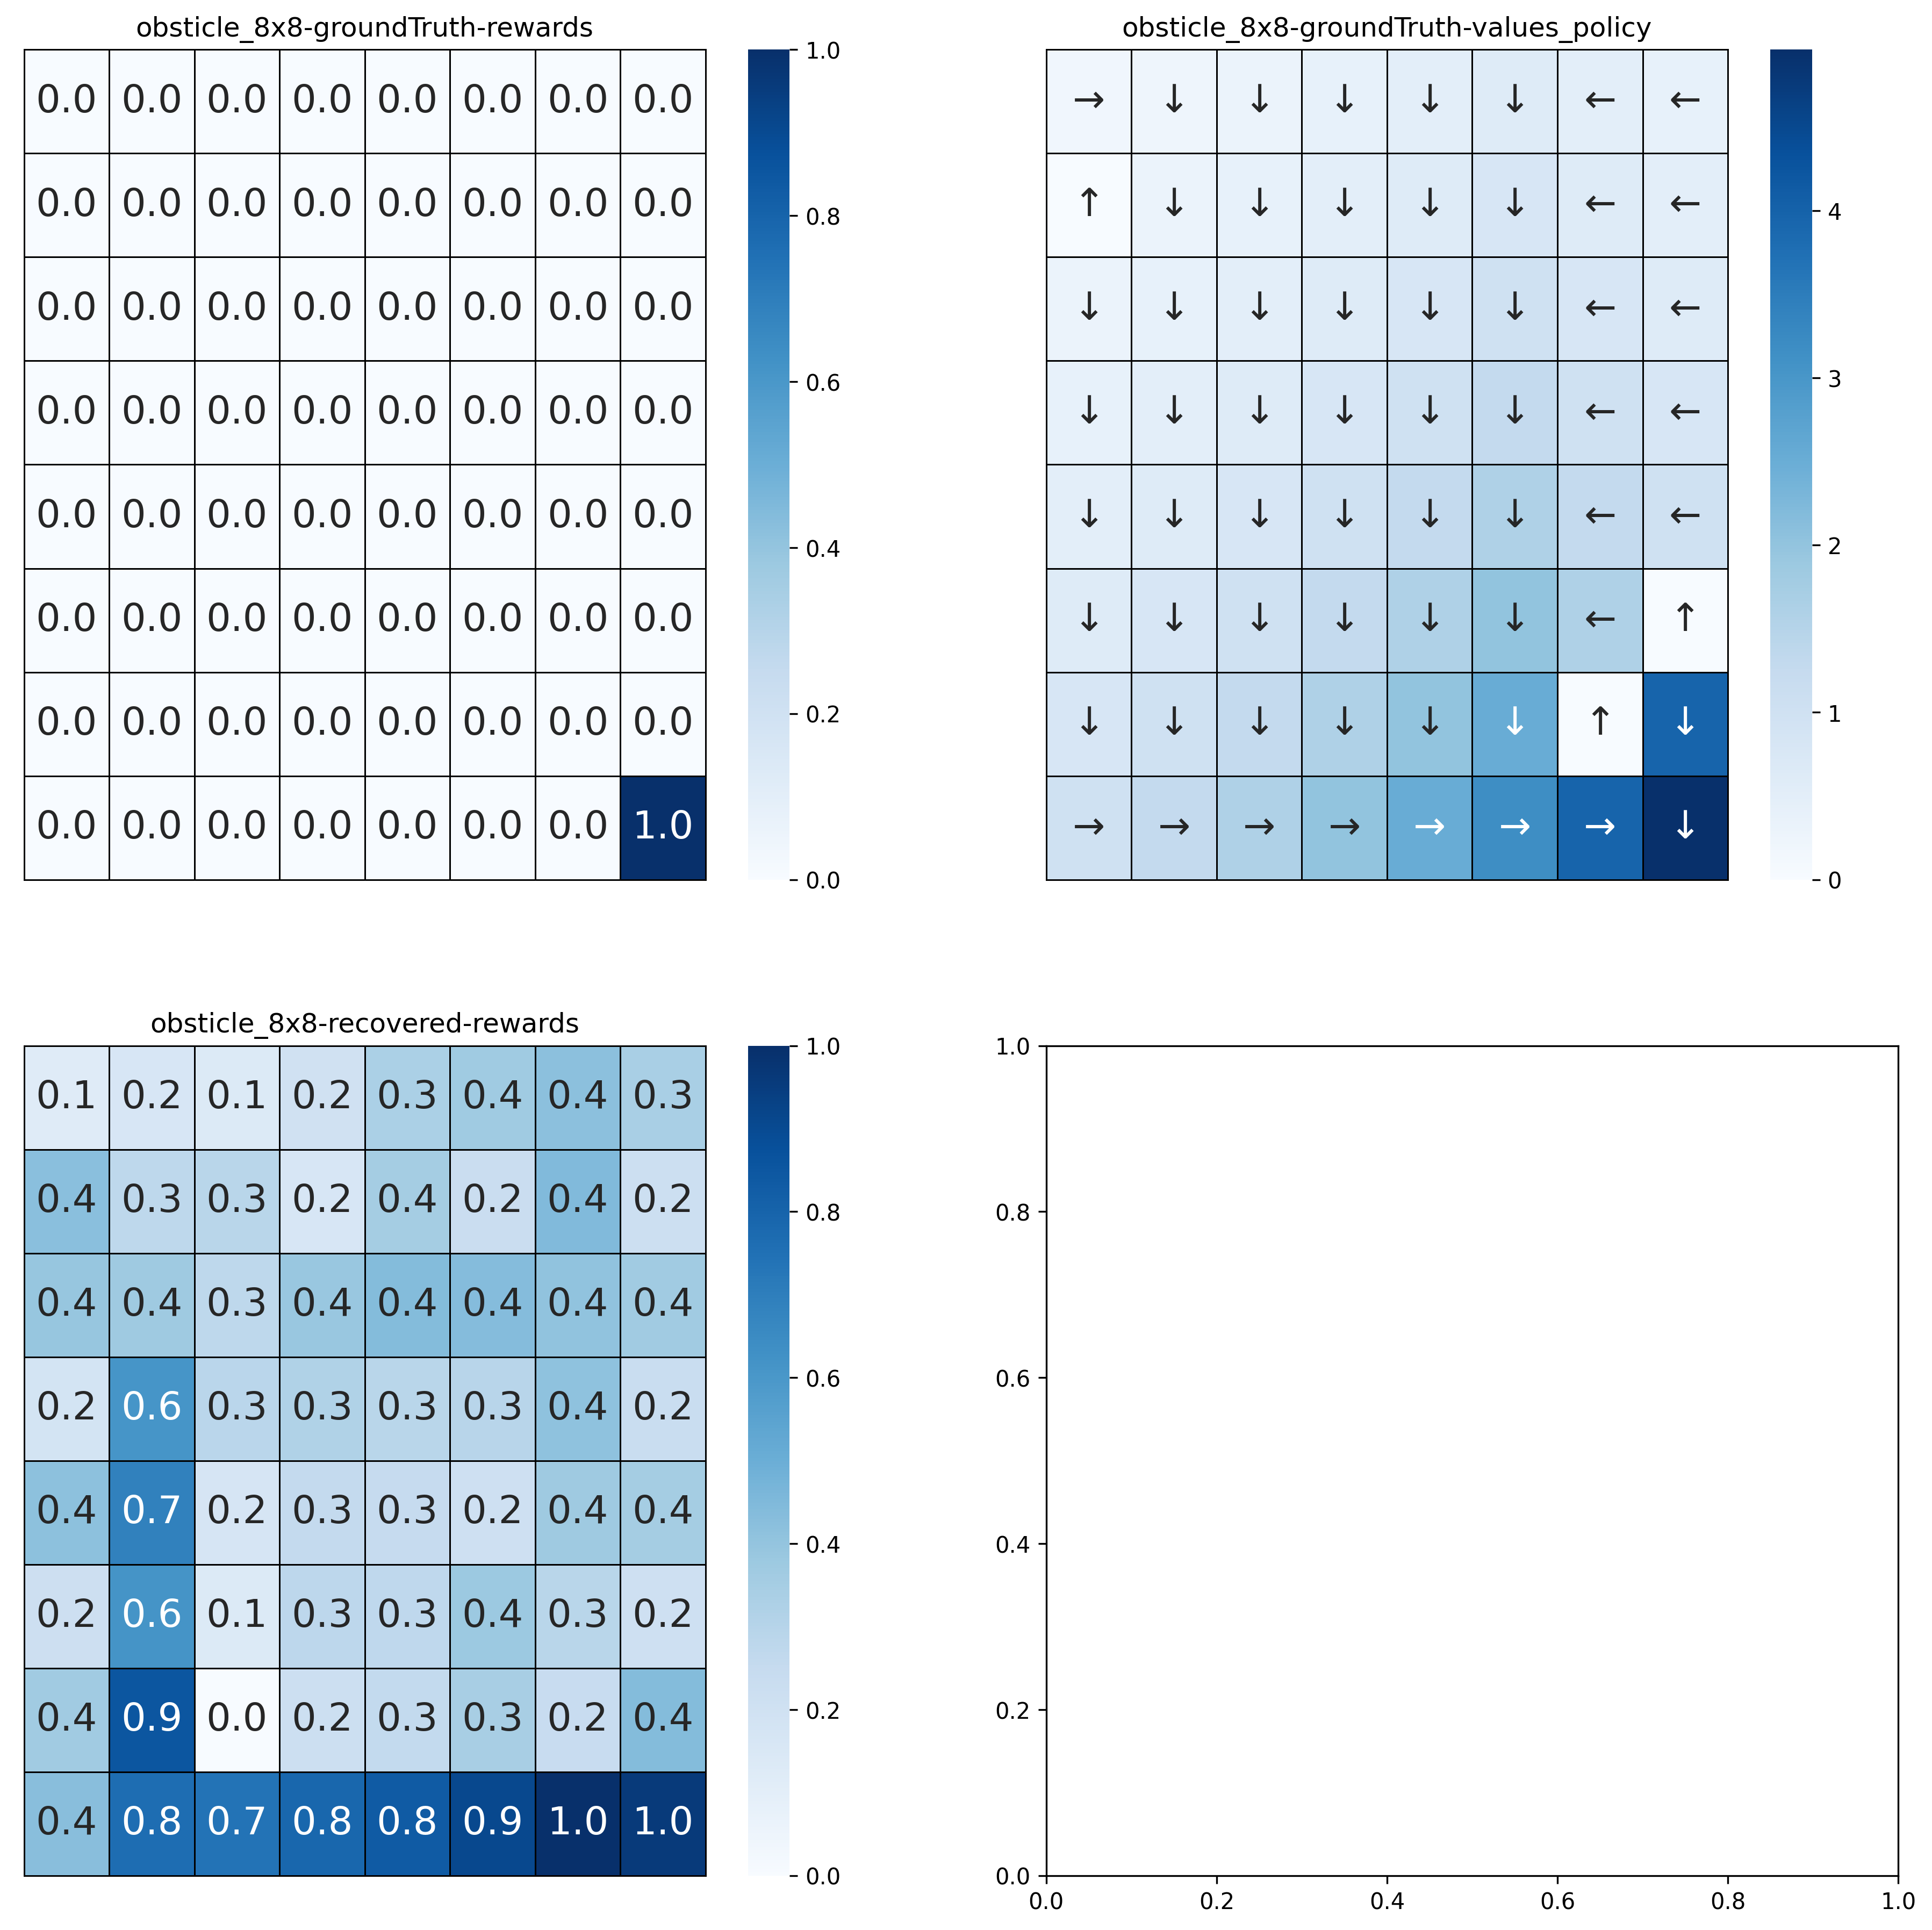 obsticle_8x8-groundTruth-rewards
0.0 0.0 0.0 0.0 0.0 0.0 0.0 0.0
0.0 0.0 0.0 0.0 0.0 0.0 0.0 0.0
0.0 0.0 0.0 0.0 0.0 0.0 0.0 0.0
0.0 0.0 0.0 0.0 0.0 0.0 0.0 0.0
0.0 0.0 0.0 0.0 0.0 0.0 0.0 0.0
0.0 0.0 0.0 0.0 0.0 0.0 0.0 0.0
0.0 0.0 0.0 0.0 0.0 0.0 0.0 0.0
0.0 0.0 0.0 0.0 0.0 0.0 0.0 1.0
1.0
0.8
0.6
0.4
0.2
0.0
obsticle_8x8-groundTruth-values_policy
→ ↓ ↓ ↓ ↓ ↓ ← ←
↑ ↓ ↓ ↓ ↓ ↓ ← ←
↓ ↓ ↓ ↓ ↓ ↓ ← ←
↓ ↓ ↓ ↓ ↓ ↓ ← ←
↓ ↓ ↓ ↓ ↓ ↓ ← ←
↓ ↓ ↓ ↓ ↓ ↓ ← ↑
↓ ↓ ↓ ↓ ↓ ↓ ↑ ↓
→ → → → → → → ↓
4
3
2
1
0
obsticle_8x8-recovered-rewards
0.1 0.2 0.1 0.2 0.3 0.4 0.4 0.3
0.4 0.3 0.3 0.2 0.4 0.2 0.4 0.2
0.4 0.4 0.3 0.4 0.4 0.4 0.4 0.4
0.2 0.6 0.3 0.3 0.3 0.3 0.4 0.2
0.4 0.7 0.2 0.3 0.3 0.2 0.4 0.4
0.2 0.6 0.1 0.3 0.3 0.4 0.3 0.2
0.4 0.9 0.0 0.2 0.3 0.3 0.2 0.4
0.4 0.8 0.7 0.8 0.8 0.9 1.0 1.0
1.0
0.8
0.6
0.4
0.2
0.0
1.0
0.8
0.6
0.4
0.2
0.0
0.0 0.2 0.4 0.6 0.8 1.0